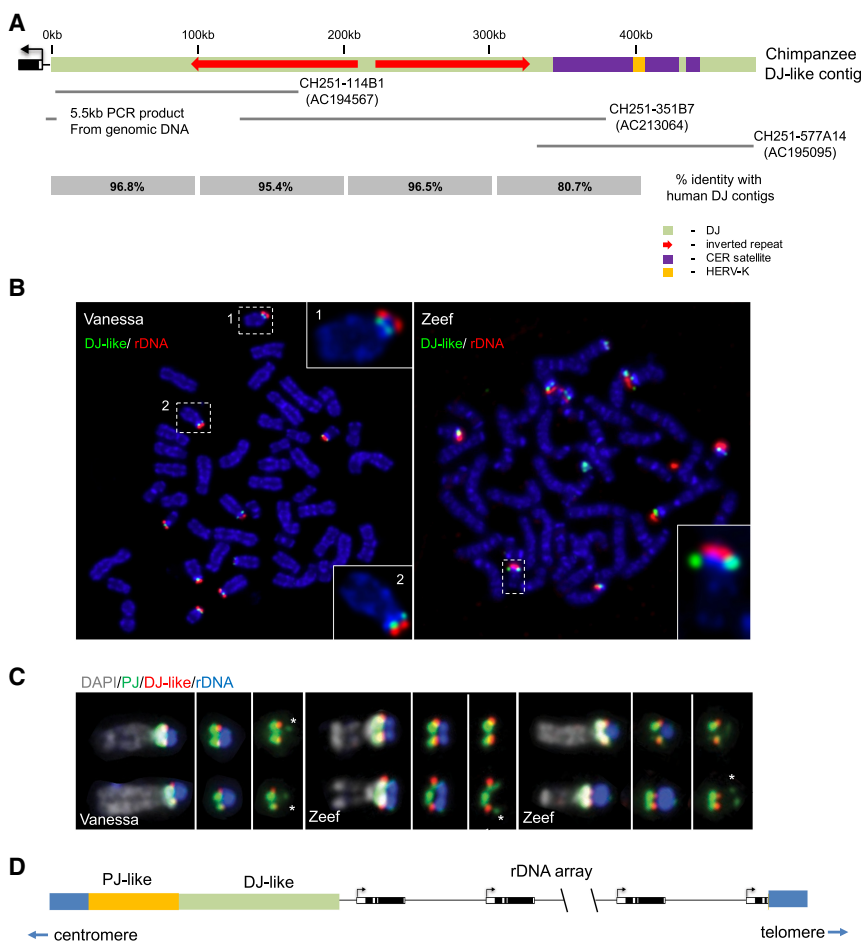 A
0kb 100kb 200kb 300kb 400kb
Chimpanzee
DJ-like contig
CH251-114B1
(AC194567)
5.5kb PCR product
From genomic DNA
CH251-351B7
(AC213064)
CH251-577A14
(AC195095)
96.8% 95.4% 96.5% 80.7%
% identity with
human DJ contigs
- DJ
- inverted repeat
- CER satellite
- HERV-K
B
Vanessa
DJ-like/ rDNA
1
1
2
2
Zeef
DJ-like/ rDNA
C
DAPI/PJ/DJ-like/rDNA
*
*
Vanessa
*
Zeef
*
Zeef
D
PJ-like DJ-like rDNA array
centromere telomere